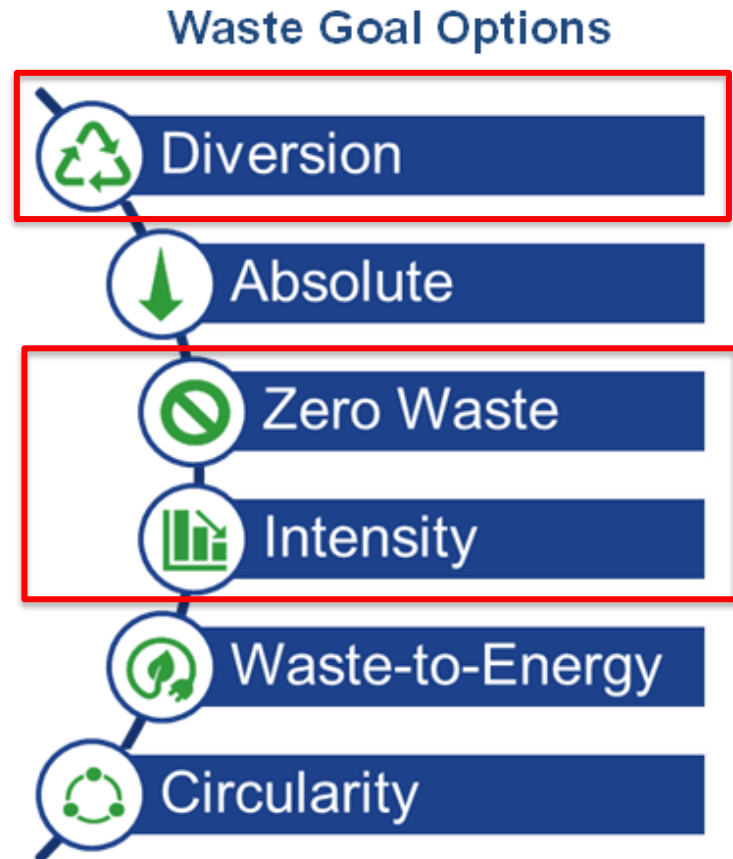 Waste Goal Options
Diversion
Absolute
Zero Waste
Intensity
Waste-to-Energy
Circularity